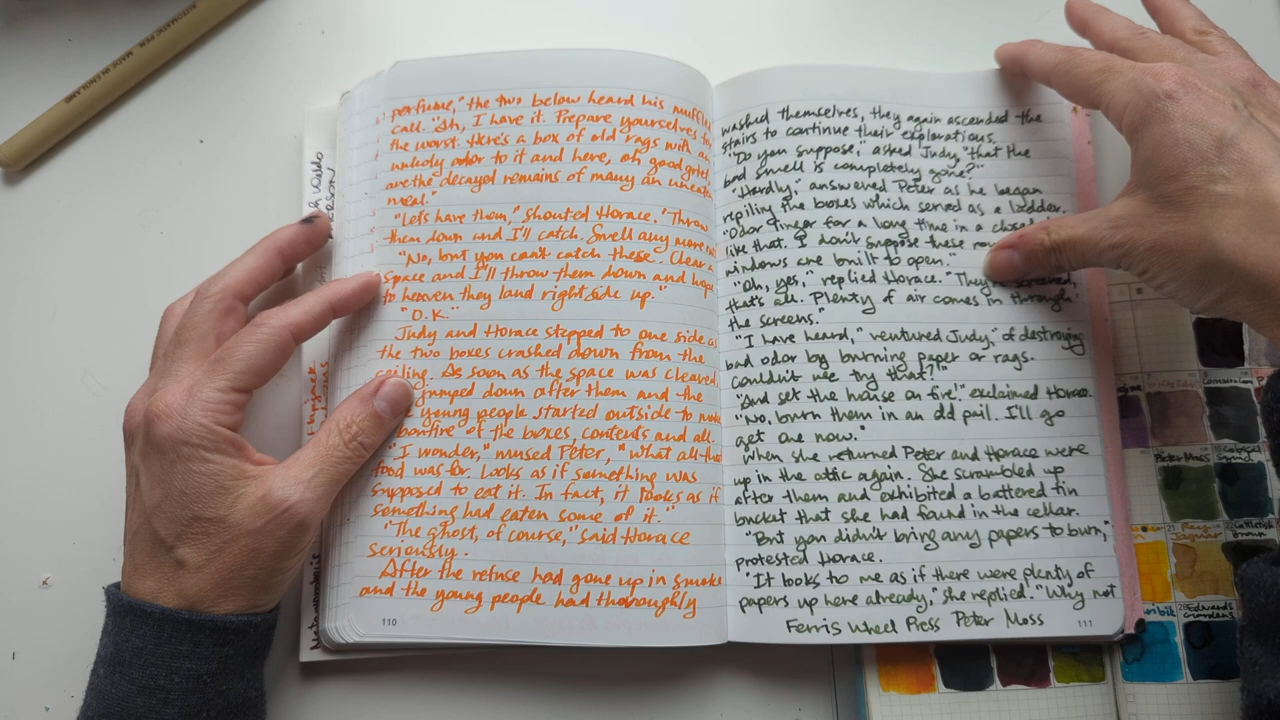 AUTOMATIC PEN MADE IN ENGLAND
perfume," the two below heard his muffled
call. "Ah, I have it. Prepare yourselves for
the worst. Here's a box of old rags with an
unholy odor to it and here, oh good grief,
are the decayed remains of many an uneaten
meal."
"Let's have them," shouted Horace. "Throw
them down and I'll catch. Smell any more
"No, but you can't catch these. Clear a
space and I'll throw them down and hope
to heaven they land right side up."
"O.K."
Judy and Horace stepped to one side as
the two boxes crashed down from the
ceiling. As soon as the space was cleared,
jumped down after them and the
young people started outside to make
bonfire of the boxes, contents and all.
"I wonder," mused Peter, "what all that
food was for. Looks as if something was
supposed to eat it. In fact, it looks as if
something had eaten some of it."
"The ghost, of course," said Horace
seriously.
After the refuse had gone up in smoke
and the young people had thoroughly
110
washed themselves, they again ascended the
stairs to continue their explorations.
"Do you suppose," asked Judy, "that the
bad smell is completely gone?"
"Hardly," answered Peter as he began
repiling the boxes which served as a ladder.
"Odor linger for a long time in a closed
like that. I don't suppose these
windows are built to open."
"Oh, yes," replied Horace. "They're screened,
that's all. Plenty of air comes in through
the screens."
"I have heard," ventured Judy, "of destroying
bad odor by burning paper or rags.
Couldn't we try that?"
"And set the house on fire!" exclaimed Horace.
"No, burn them in an old pail. I'll go
get one now."
When she returned Peter and Horace were
up in the attic again. She scrambled up
after them and exhibited a battered tin
bucket that she had found in the cellar.
"But you didn't bring any papers to burn,"
protested Horace.
"It looks to me as if there were plenty of
papers up here already," she replied. "Why not
Ferris Wheel Press Peter Moss
111
Peter Moss